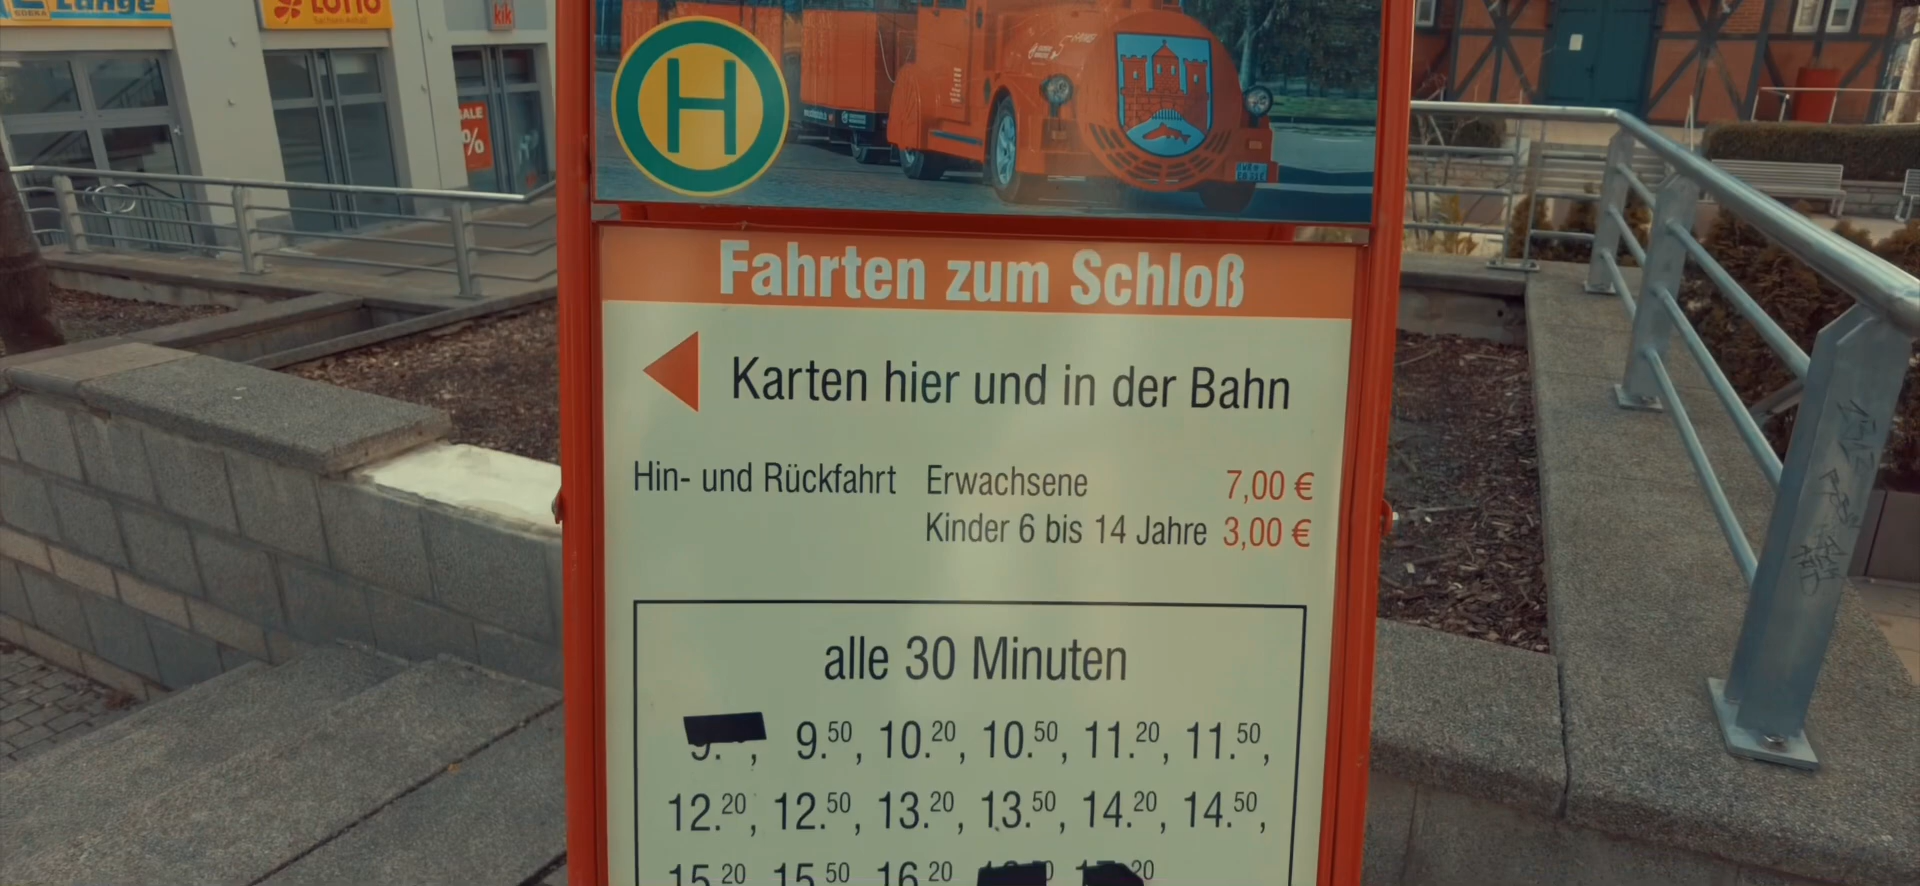 Lange
EDEKA
LOTTO
Sachsen-Anhalt
kik
SALE
%
H
Fahrten zum Schloß
Karten hier und in der Bahn
Hin- und Rückfahrt Erwachsene 7,00 €
Kinder 6 bis 14 Jahre 3,00 €
alle 30 Minuten
9.50, 10.20, 10.50, 11.20, 11.50,
12.20, 12.50, 13.20, 13.50, 14.20, 14.50,
15.20 15.50 16.20